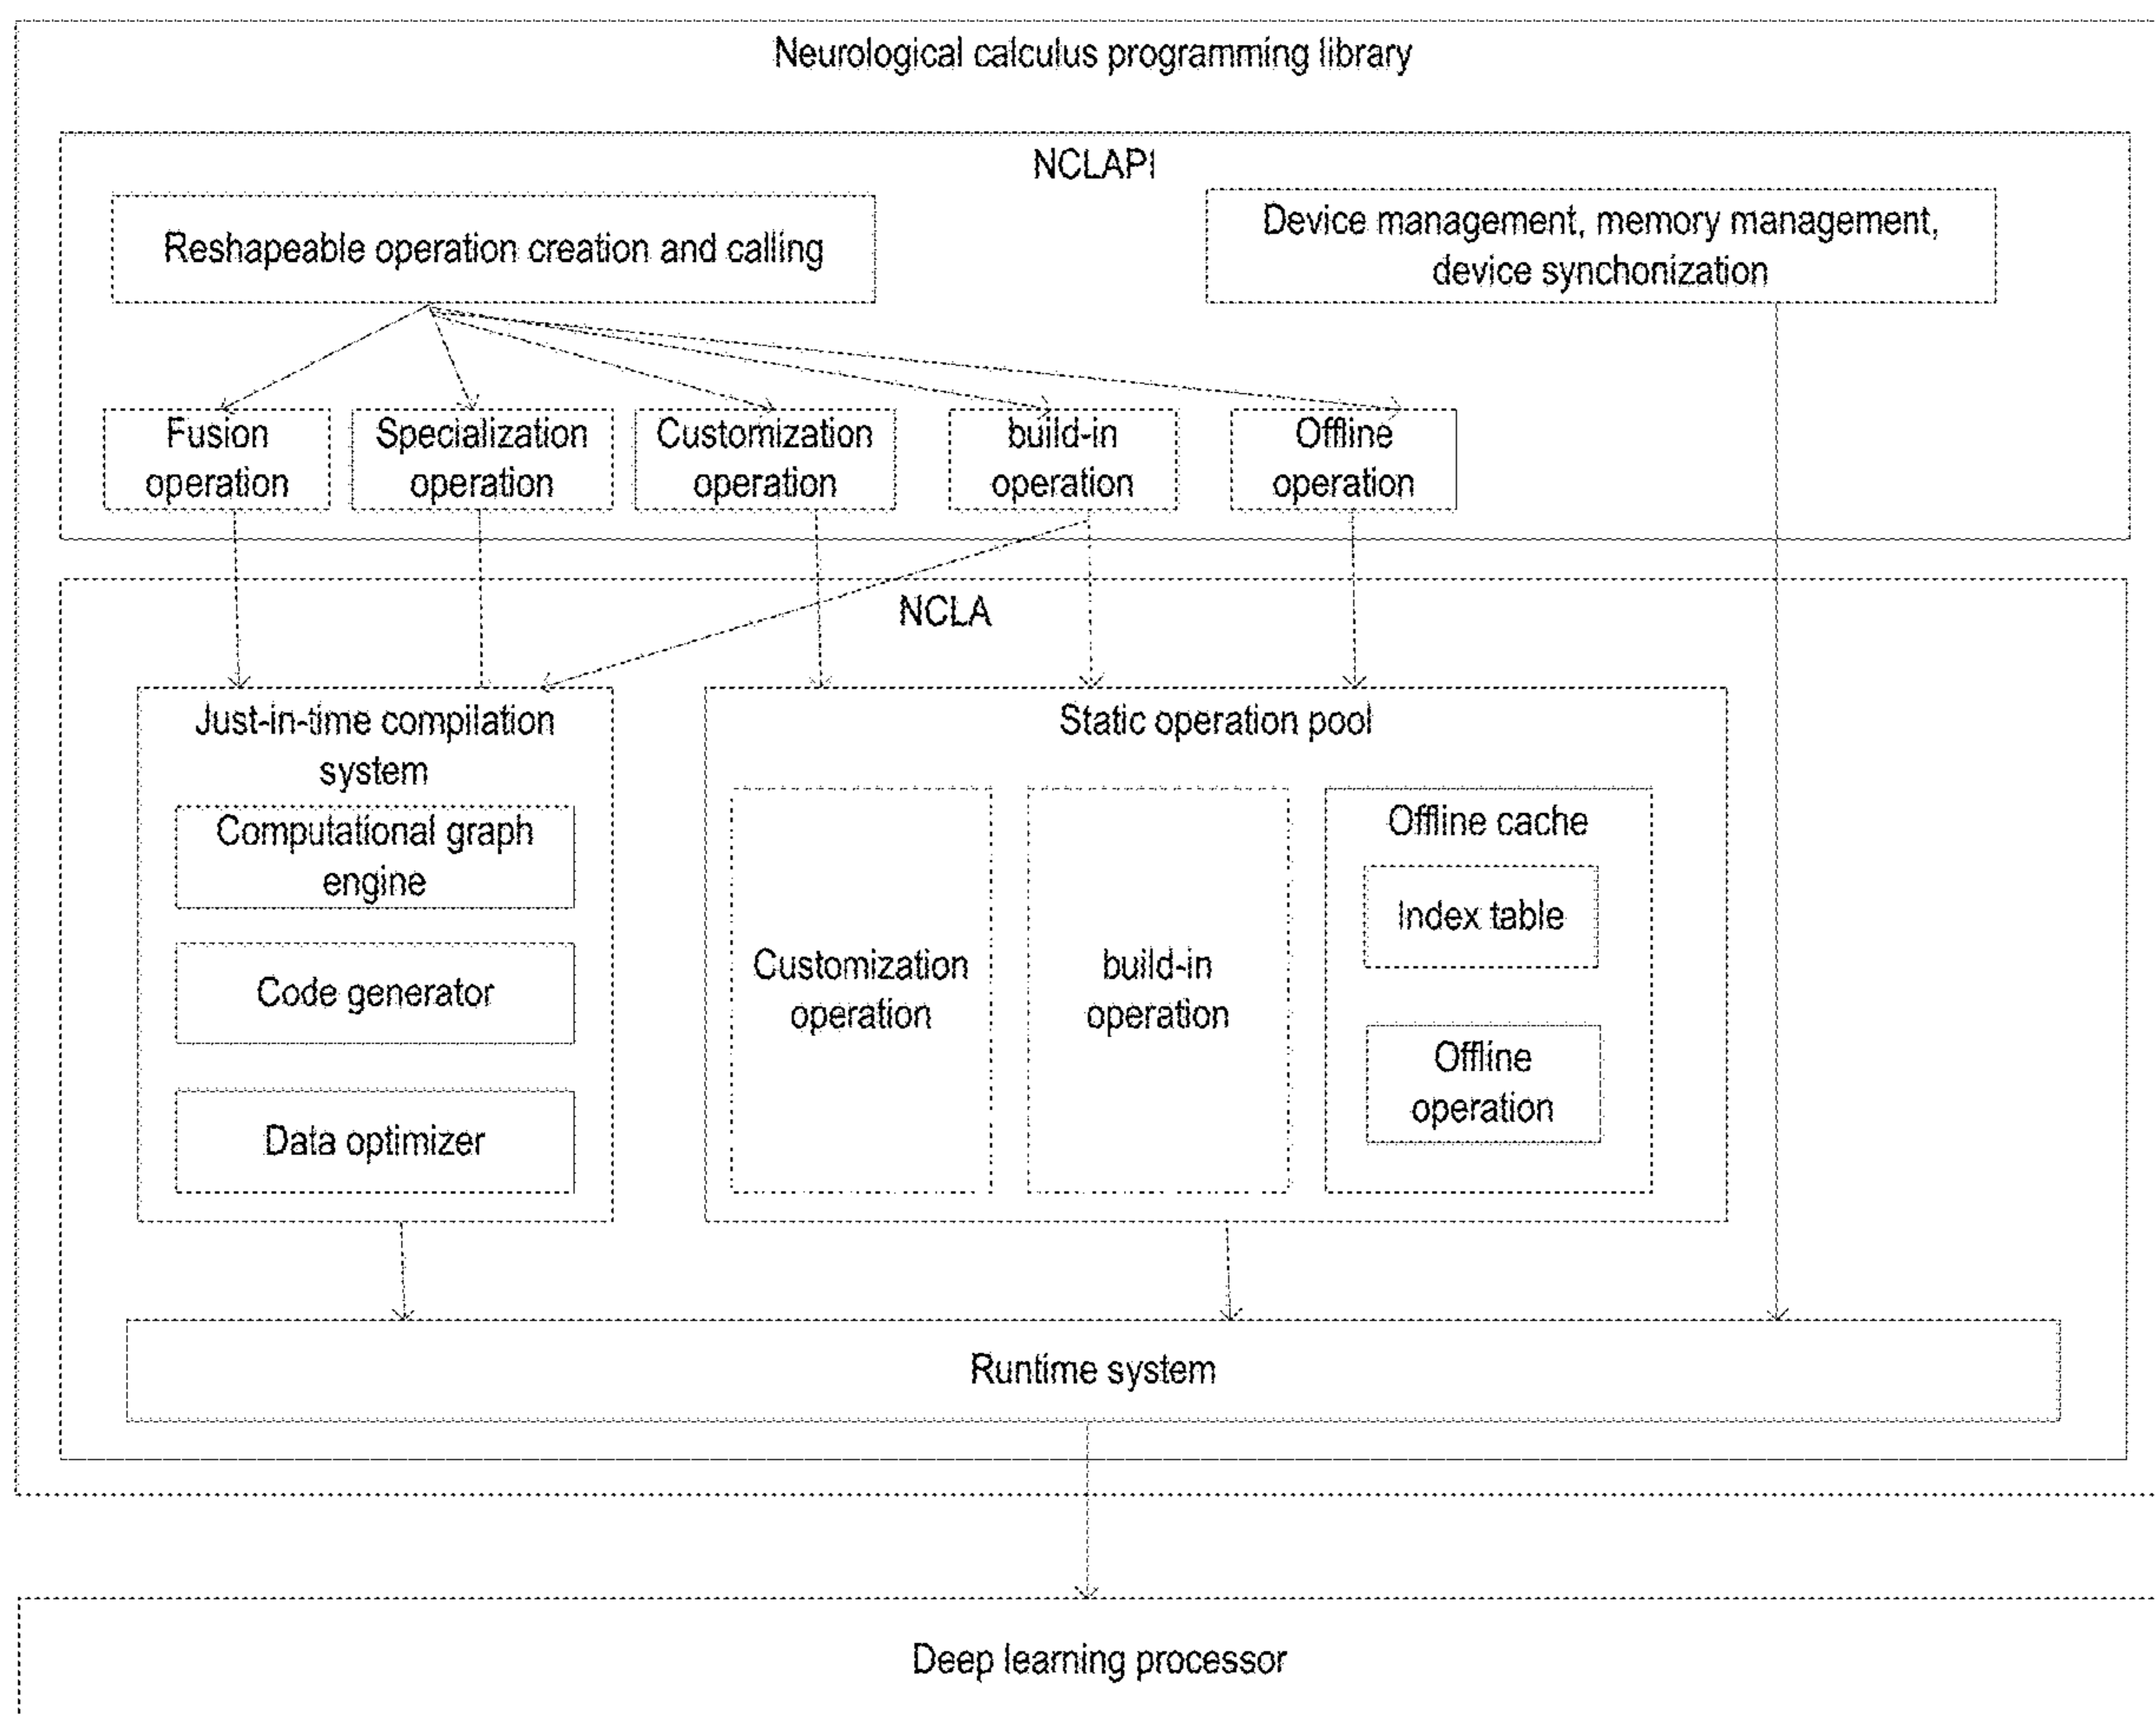 Neurological calculus programming library
NCLAPI
Reshapeable operation creation and calling
Device management, memory management,
device synchonization
Fusion
operation
Specialization
operation
Customization
operation
build-in
operation
Offline
operation
NCLA
Just-in-time compilation
system
Computational graph
engine
Code generator
Data optimizer
Static operation pool
Customization
operation
build-in
operation
Offline cache
Index table
Offline
operation
Runtime system
Deep learning processor